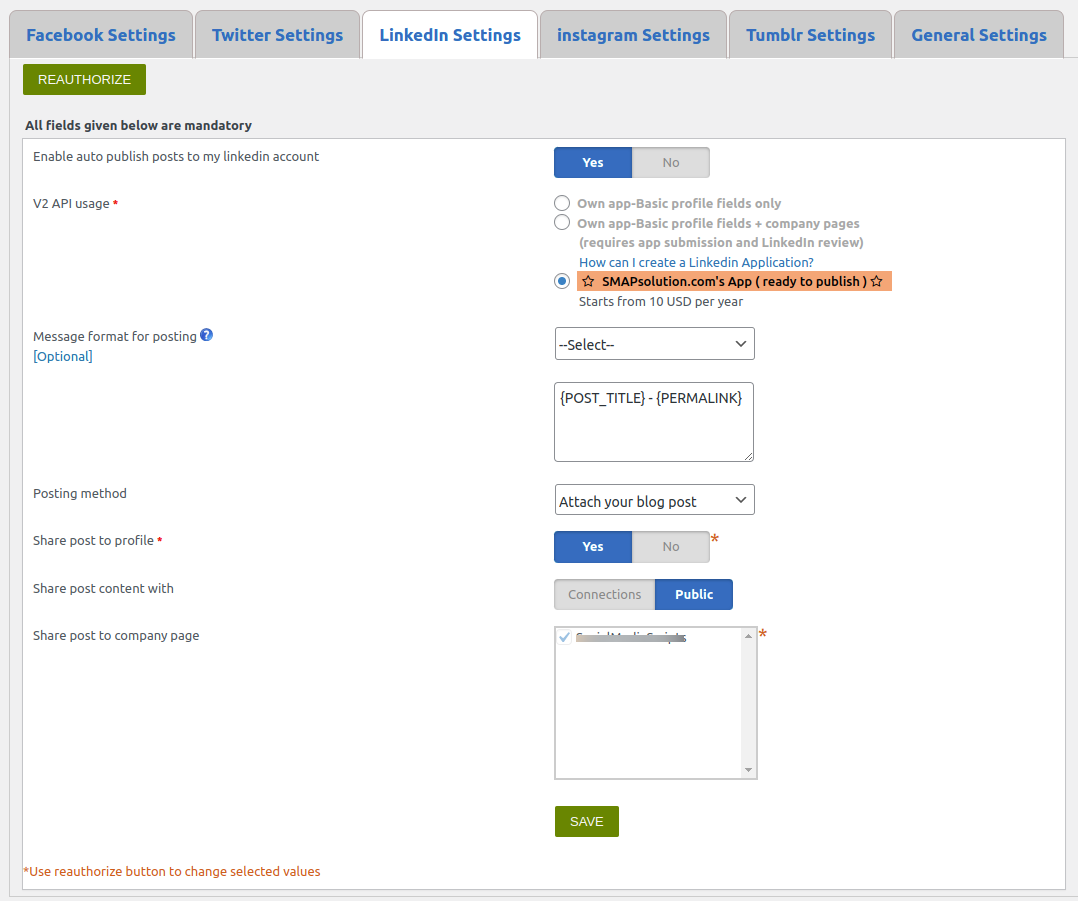 Facebook Settings Twitter Settings LinkedIn Settings instagram Settings Tumblr Settings General Settings
REAUTHORIZE
All fields given below are mandatory
Enable auto publish posts to my linkedin account Yes No
V2 API usage * Own app-Basic profile fields only
Own app-Basic profile fields + company pages
(requires app submission and LinkedIn review)
How can I create a Linkedin Application?
☆ SMAPsolution.com's App ( ready to publish ) ☆
Starts from 10 USD per year
Message format for posting ? --Select--
[Optional]
{POST_TITLE} - {PERMALINK}
Posting method Attach your blog post
Share post to profile * Yes No *
Share post content with Connections Public
Share post to company page *
SAVE
*Use reauthorize button to change selected values